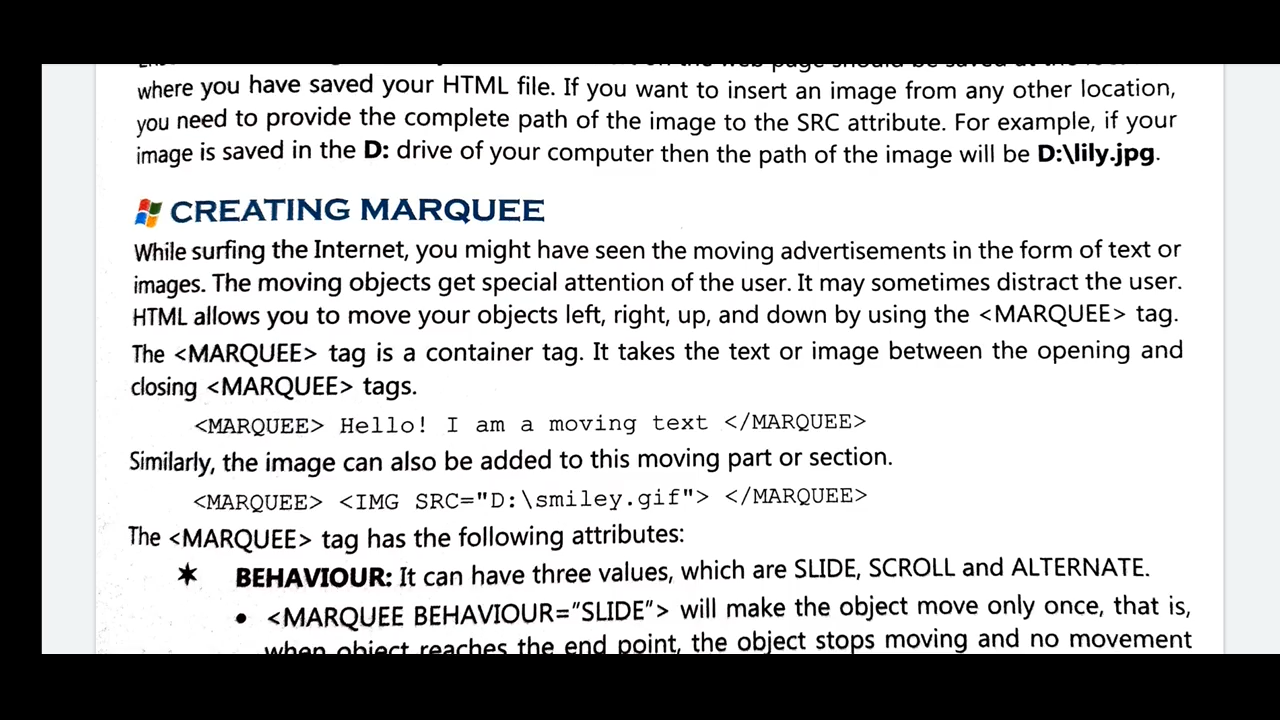 on the web page should be saved at the
where you have saved your HTML file. If you want to insert an image from any other location,
you need to provide the complete path of the image to the SRC attribute. For example, if your
image is saved in the D: drive of your computer then the path of the image will be D:\lily.jpg.
CREATING MARQUEE
While surfing the Internet, you might have seen the moving advertisements in the form of text or
images. The moving objects get special attention of the user. It may sometimes distract the user.
HTML allows you to move your objects left, right, up, and down by using the <MARQUEE> tag.
The <MARQUEE> tag is a container tag. It takes the text or image between the opening and
closing <MARQUEE> tags.
<MARQUEE> Hello! I am a moving text </MARQUEE>
Similarly, the image can also be added to this moving part or section.
<MARQUEE> <IMG SRC="D:\smiley.gif"> </MARQUEE>
The <MARQUEE> tag has the following attributes:
✶ BEHAVIOUR: It can have three values, which are SLIDE, SCROLL and ALTERNATE.
• <MARQUEE BEHAVIOUR="SLIDE"> will make the object move only once, that is,
when object reaches the end point, the object stops moving and no movement